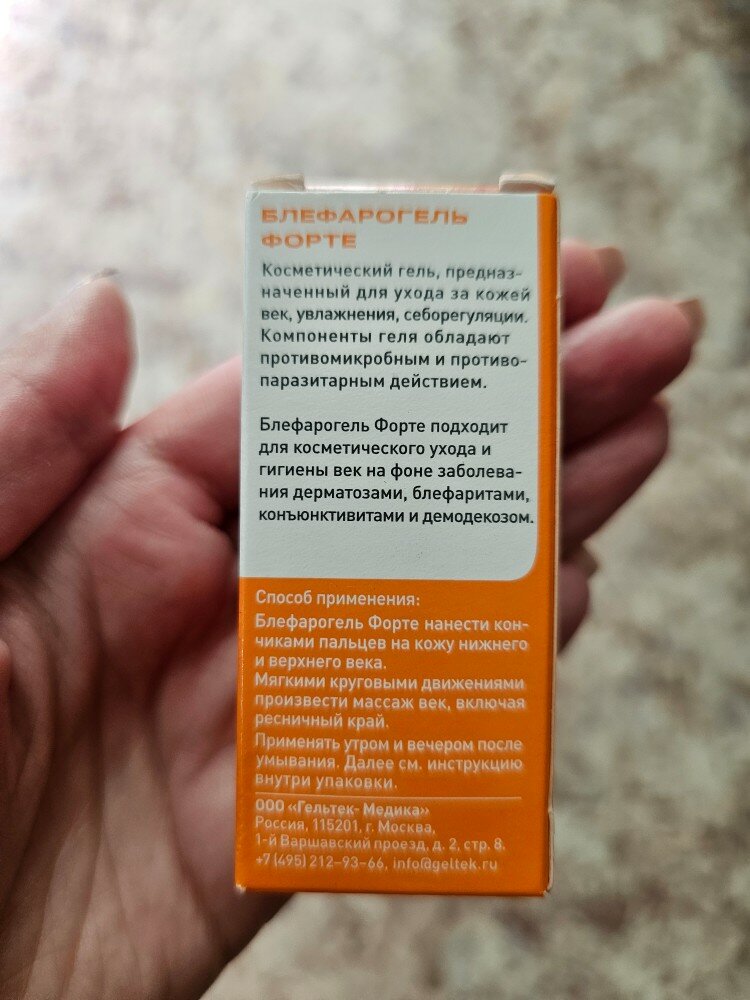 БЛЕФАРОГЕЛЬ
ФОРТЕ
Косметический гель, предназ-
наченный для ухода за кожей
век, увлажнения, себорегуляции.
Компоненты геля обладают
противомикробным и противо-
паразитарным действием.
Блефарогель Форте подходит
для косметического ухода и
гигиены век на фоне заболева-
ния дерматозами, блефаритами,
конъюнктивитами и демодекозом.
Способ применения:
Блефарогель Форте нанести кон-
чиками пальцев на кожу нижнего
и верхнего века.
Мягкими круговыми движениями
произвести массаж век, включая
ресничный край.
Применять утром и вечером после
умывания. Далее см. инструкцию
внутри упаковки.
ООО «Гельтек-Медика»
Россия, 115201, г. Москва,
1-й Варшавский проезд, д. 2, стр. 8,
+7 (495) 212-93-66, info@geltek.ru